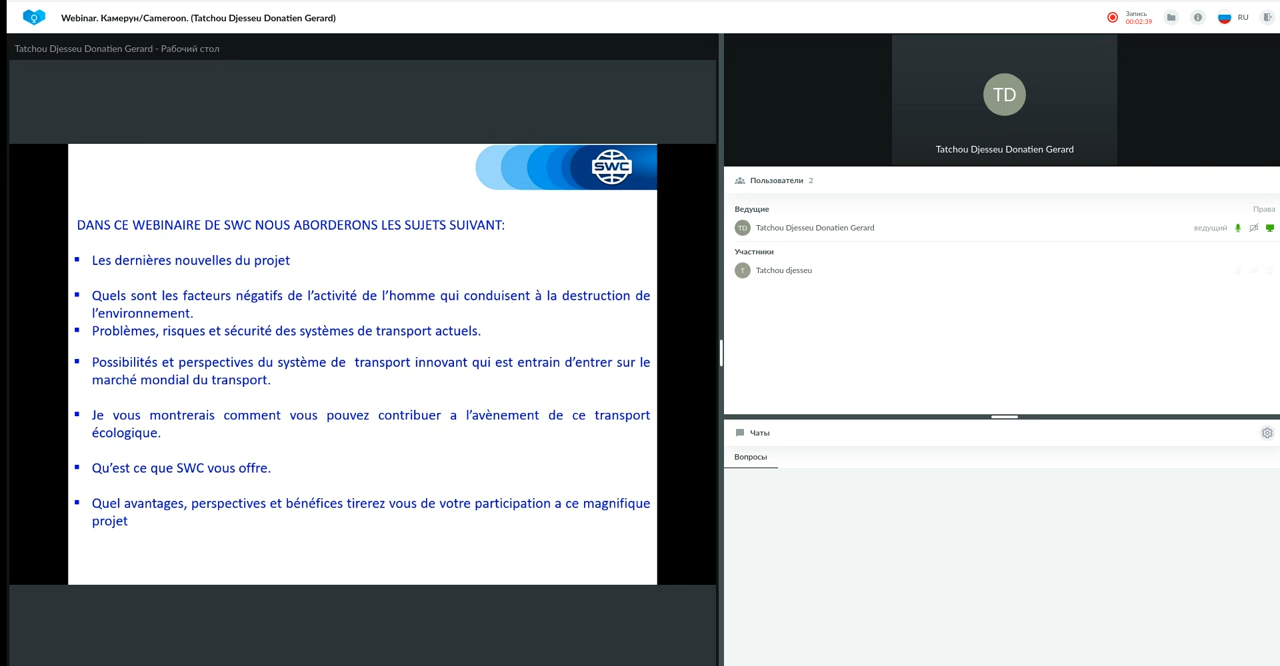 Webinar. Камерун/Cameroon. (Tatchou Djesseu Donatien Gerard)
Запись
00:02:39
RU
Tatchou Djesseu Donatien Gerard - Рабочий стол
SWC
DANS CE WEBINAIRE DE SWC NOUS ABORDERONS LES SUJETS SUIVANT:
▪ Les dernières nouvelles du projet
▪ Quels sont les facteurs négatifs de l’activité de l’homme qui conduisent à la destruction de
l’environnement.
▪ Problèmes, risques et sécurité des systèmes de transport actuels.
▪ Possibilités et perspectives du système de transport innovant qui est entrain d’entrer sur le
marché mondial du transport.
▪ Je vous montrerais comment vous pouvez contribuer a l’avènement de ce transport
écologique.
▪ Qu’est ce que SWC vous offre.
▪ Quel avantages, perspectives et bénéfices tirerez vous de votre participation a ce magnifique
projet
TD
Tatchou Djesseu Donatien Gerard
Пользователи 2
Ведущие Права
TD Tatchou Djesseu Donatien Gerard ведущий
Участники
T Tatchou djesseu
Чаты
Вопросы